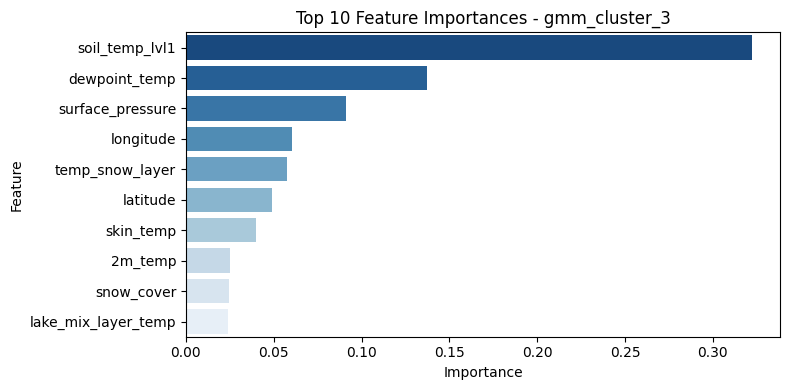 Top 10 Feature Importances - gmm_cluster_3
Feature
soil_temp_lvl1
dewpoint_temp
surface_pressure
longitude
temp_snow_layer
latitude
skin_temp
2m_temp
snow_cover
lake_mix_layer_temp
0.00 0.05 0.10 0.15 0.20 0.25 0.30
Importance